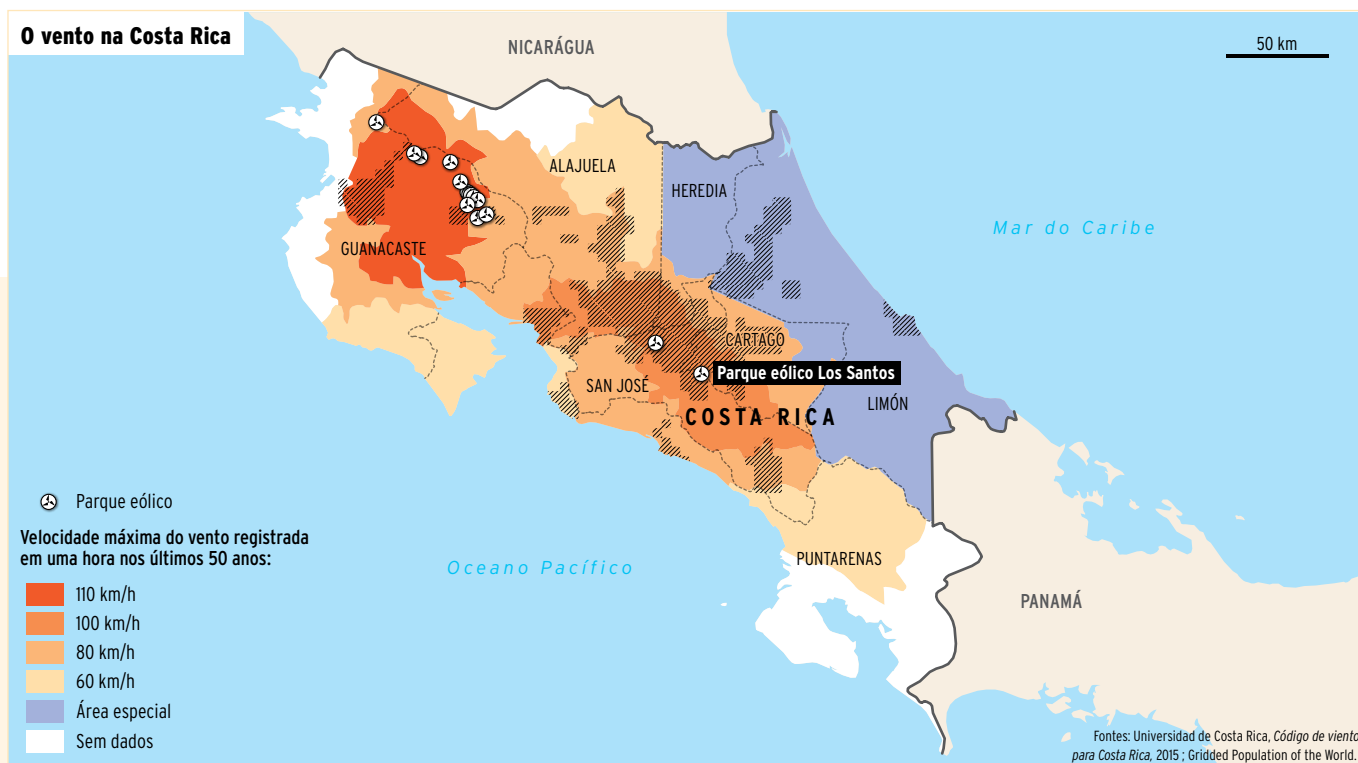 O vento na Costa Rica
NICARÁGUA
50 km
ALAJUELA
HEREDIA
Mar do Caribe
GUANACASTE
CARTAGO
Parque eólico Los Santos
SAN JOSÉ
LIMÓN
COSTA RICA
Parque eólico
Velocidade máxima do vento registrada
em uma hora nos últimos 50 anos:
PUNTARENAS
Oceano Pacífico
110 km/h
PANAMÁ
100 km/h
80 km/h
60 km/h
Área especial
Sem dados
Fontes: Universidad de Costa Rica, Código de viento
para Costa Rica, 2015 ; Gridded Population of the World.